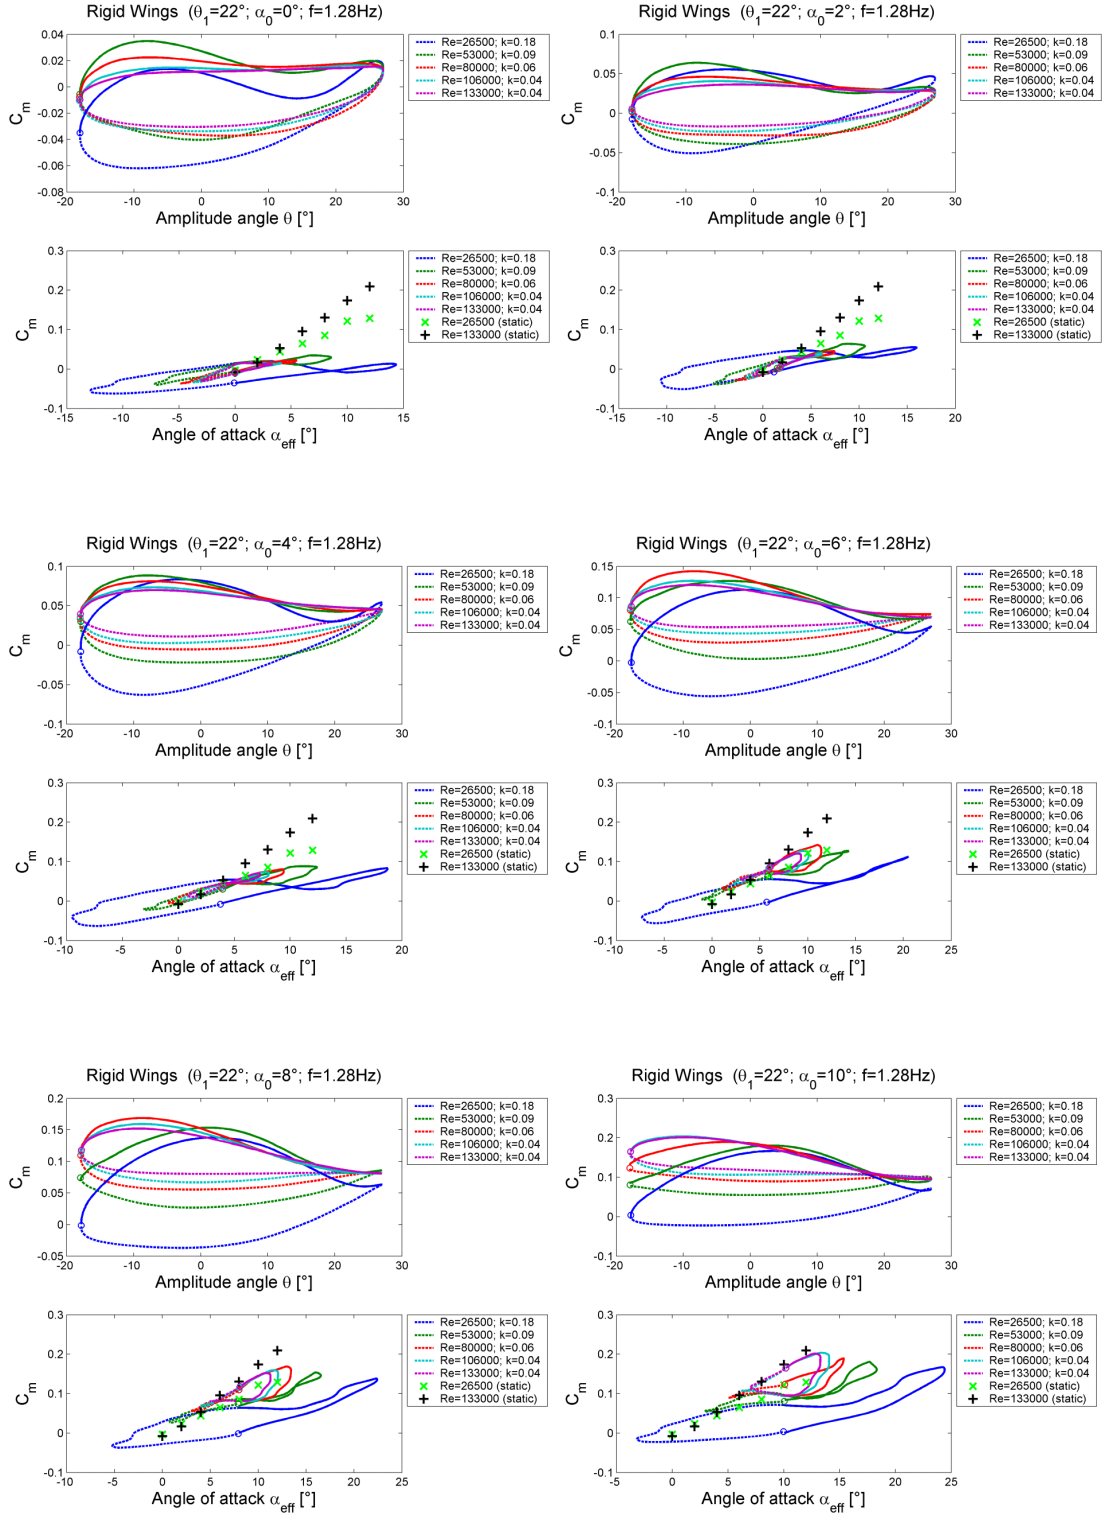 Rigid Wings (θ1=22°; α0=0°; f=1.28Hz)
0.04
0.02
0
-0.02
-0.04
-0.06
-0.08
Cm
-20 -10 0 10 20 30
Amplitude angle θ [°]
Re=26500; k=0.18
Re=53000; k=0.09
Re=80000; k=0.06
Re=106000; k=0.04
Re=133000; k=0.04
0.3
0.2
0.1
0
-0.1
Cm
-15 -10 -5 0 5 10 15
Angle of attack αeff [°]
Re=26500; k=0.18
Re=53000; k=0.09
Re=80000; k=0.06
Re=106000; k=0.04
Re=133000; k=0.04
Re=26500 (static)
Re=133000 (static)
Rigid Wings (θ1=22°; α0=2°; f=1.28Hz)
0.1
0.05
0
-0.05
-0.1
Cm
-20 -10 0 10 20 30
Amplitude angle θ [°]
Re=26500; k=0.18
Re=53000; k=0.09
Re=80000; k=0.06
Re=106000; k=0.04
Re=133000; k=0.04
0.3
0.2
0.1
0
-0.1
Cm
-15 -10 -5 0 5 10 15 20
Angle of attack αeff [°]
Re=26500; k=0.18
Re=53000; k=0.09
Re=80000; k=0.06
Re=106000; k=0.04
Re=133000; k=0.04
Re=26500 (static)
Re=133000 (static)
Rigid Wings (θ1=22°; α0=4°; f=1.28Hz)
0.1
0.05
0
-0.05
-0.1
Cm
-20 -10 0 10 20 30
Amplitude angle θ [°]
Re=26500; k=0.18
Re=53000; k=0.09
Re=80000; k=0.06
Re=106000; k=0.04
Re=133000; k=0.04
0.3
0.2
0.1
0
-0.1
Cm
-10 -5 0 5 10 15 20
Angle of attack αeff [°]
Re=26500; k=0.18
Re=53000; k=0.09
Re=80000; k=0.06
Re=106000; k=0.04
Re=133000; k=0.04
Re=26500 (static)
Re=133000 (static)
Rigid Wings (θ1=22°; α0=6°; f=1.28Hz)
0.15
0.1
0.05
0
-0.05
-0.1
Cm
-20 -10 0 10 20 30
Amplitude angle θ [°]
Re=26500; k=0.18
Re=53000; k=0.09
Re=80000; k=0.06
Re=106000; k=0.04
Re=133000; k=0.04
0.3
0.2
0.1
0
-0.1
Cm
-10 -5 0 5 10 15 20 25
Angle of attack αeff [°]
Re=26500; k=0.18
Re=53000; k=0.09
Re=80000; k=0.06
Re=106000; k=0.04
Re=133000; k=0.04
Re=26500 (static)
Re=133000 (static)
Rigid Wings (θ1=22°; α0=8°; f=1.28Hz)
0.2
0.15
0.1
0.05
0
-0.05
Cm
-20 -10 0 10 20 30
Amplitude angle θ [°]
Re=26500; k=0.18
Re=53000; k=0.09
Re=80000; k=0.06
Re=106000; k=0.04
Re=133000; k=0.04
0.3
0.2
0.1
0
-0.1
Cm
-10 -5 0 5 10 15 20 25
Angle of attack αeff [°]
Re=26500; k=0.18
Re=53000; k=0.09
Re=80000; k=0.06
Re=106000; k=0.04
Re=133000; k=0.04
Re=26500 (static)
Re=133000 (static)
Rigid Wings (θ1=22°; α0=10°; f=1.28Hz)
0.3
0.2
0.1
0
-0.1
Cm
-20 -10 0 10 20 30
Amplitude angle θ [°]
Re=26500; k=0.18
Re=53000; k=0.09
Re=80000; k=0.06
Re=106000; k=0.04
Re=133000; k=0.04
0.3
0.2
0.1
0
-0.1
Cm
-5 0 5 10 15 20 25
Angle of attack αeff [°]
Re=26500; k=0.18
Re=53000; k=0.09
Re=80000; k=0.06
Re=106000; k=0.04
Re=133000; k=0.04
Re=26500 (static)
Re=133000 (static)